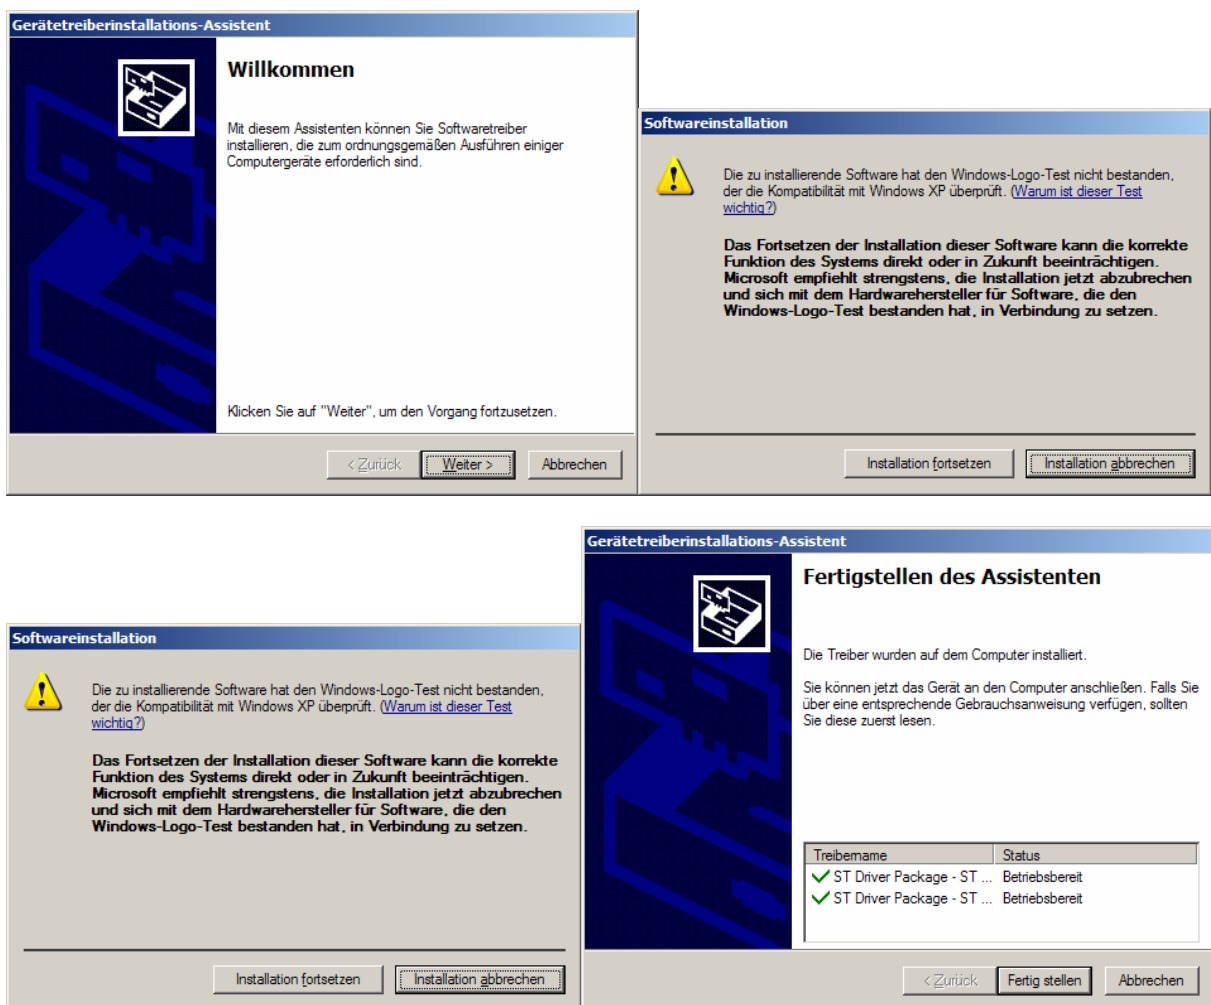 Gerätetreiberinstallations-Assistent
Willkommen
Mit diesem Assistenten können Sie Softwaretreiber
installieren, die zum ordnungsgemäßen Ausführen einiger
Computergeräte erforderlich sind.
Klicken Sie auf "Weiter", um den Vorgang fortzusetzen.
< Zurück
Weiter >
Abbrechen
Softwareinstallation
Die zu installierende Software hat den Windows-Logo-Test nicht bestanden,
der die Kompatibilität mit Windows XP überprüft. (Warum ist dieser Test
wichtig?)
Das Fortsetzen der Installation dieser Software kann die korrekte
Funktion des Systems direkt oder in Zukunft beeinträchtigen.
Microsoft empfiehlt strengstens, die Installation jetzt abzubrechen
und sich mit dem Hardwarehersteller für Software, die den
Windows-Logo-Test bestanden hat, in Verbindung zu setzen.
Installation fortsetzen
Installation abbrechen
Softwareinstallation
Die zu installierende Software hat den Windows-Logo-Test nicht bestanden,
der die Kompatibilität mit Windows XP überprüft. (Warum ist dieser Test
wichtig?)
Das Fortsetzen der Installation dieser Software kann die korrekte
Funktion des Systems direkt oder in Zukunft beeinträchtigen.
Microsoft empfiehlt strengstens, die Installation jetzt abzubrechen
und sich mit dem Hardwarehersteller für Software, die den
Windows-Logo-Test bestanden hat, in Verbindung zu setzen.
Installation fortsetzen
Installation abbrechen
Gerätetreiberinstallations-Assistent
Fertigstellen des Assistenten
Die Treiber wurden auf dem Computer installiert.
Sie können jetzt das Gerät an den Computer anschließen. Falls Sie
über eine entsprechende Gebrauchsanweisung verfügen, sollten
Sie diese zuerst lesen.
Treibername Status
ST Driver Package - ST ... Betriebsbereit
ST Driver Package - ST ... Betriebsbereit
< Zurück
Fertig stellen
Abbrechen